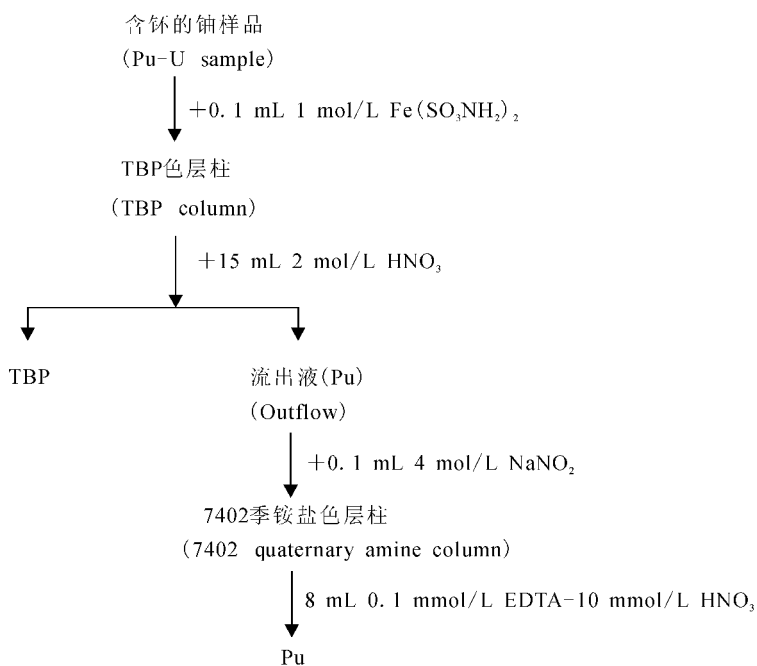 含钚的铀样品
(Pu-U sample)
+0.1 mL 1 mol/L Fe(SO₃NH₂)₂
TBP色层柱
(TBP column)
+15 mL 2 mol/L HNO₃
TBP
流出液(Pu)
(Outflow)
+0.1 mL 4 mol/L NaNO₂
7402季铵盐色层柱
(7402 quaternary amine column)
8 mL 0.1 mmol/L EDTA-10 mmol/L HNO₃
Pu